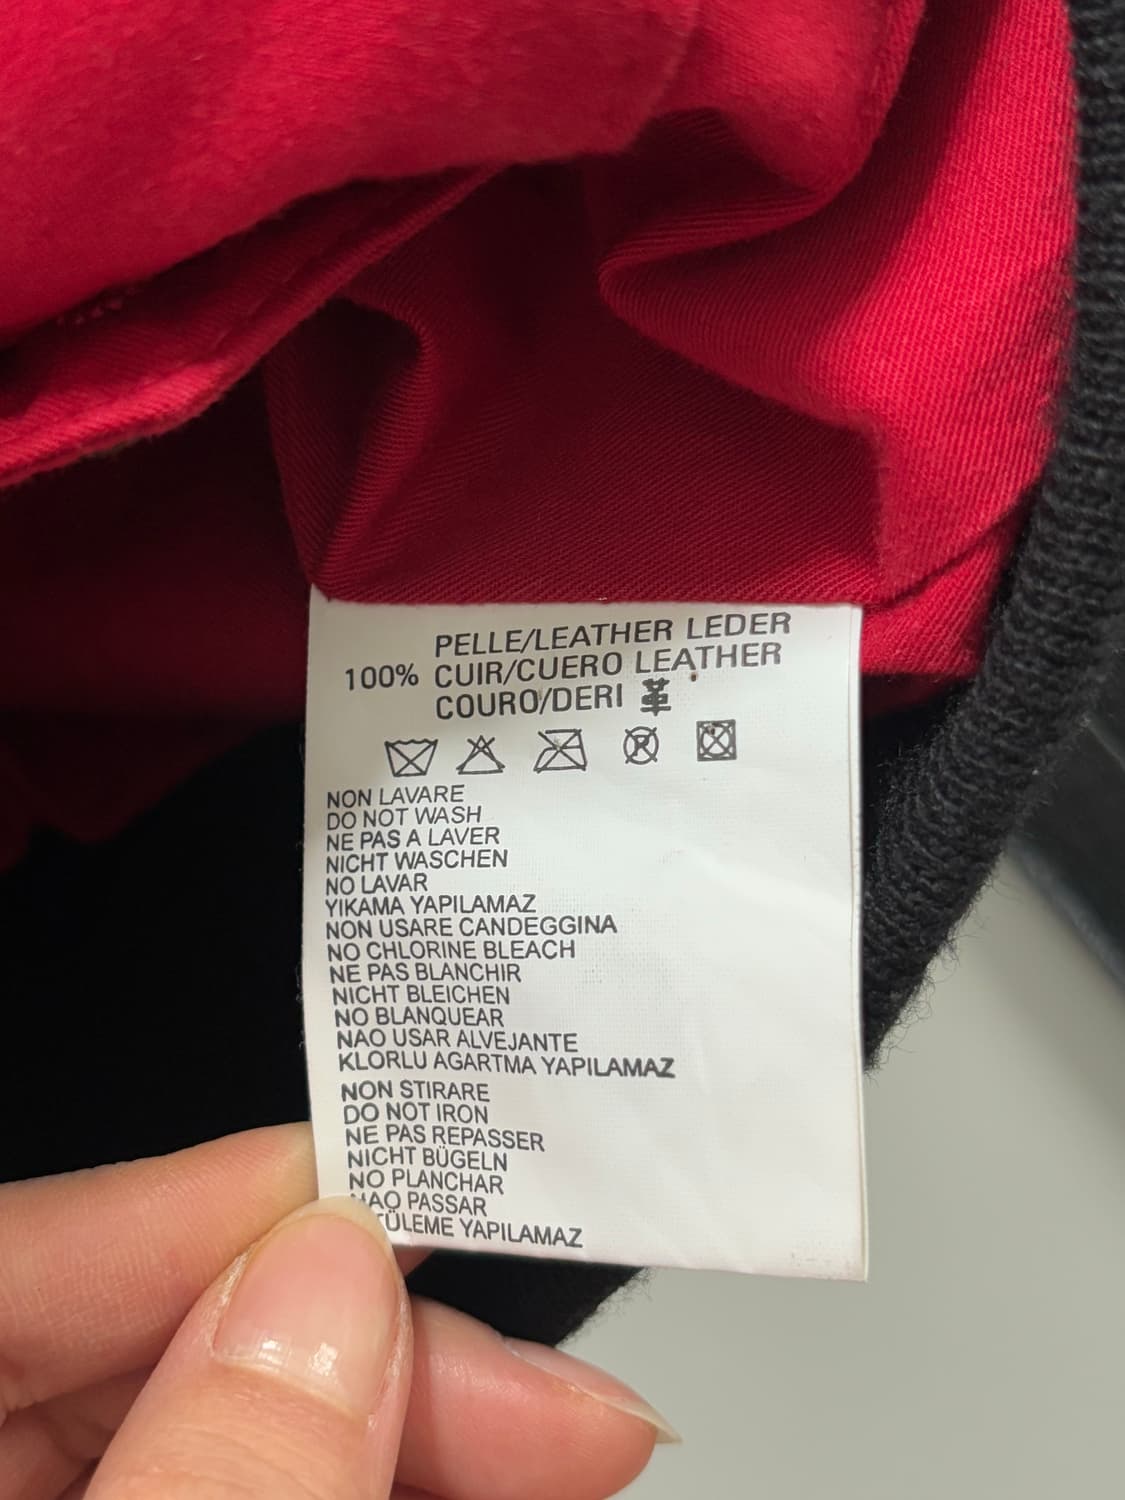 PELLE/LEATHER LEDER
100% CUIR/CUERO LEATHER
COURO/DERI 革
NON LAVARE
DO NOT WASH
NE PAS A LAVER
NICHT WASCHEN
NO LAVAR
YIKAMA YAPILAMAZ
NON USARE CANDEGGINA
NO CHLORINE BLEACH
NE PAS BLANCHIR
NICHT BLEICHEN
NO BLANQUEAR
NAO USAR ALVEJANTE
KLORLU AGARTMA YAPILAMAZ
NON STIRARE
DO NOT IRON
NE PAS REPASSER
NICHT BÜGELN
NO PLANCHAR
NAO PASSAR
YAPILAMAZ